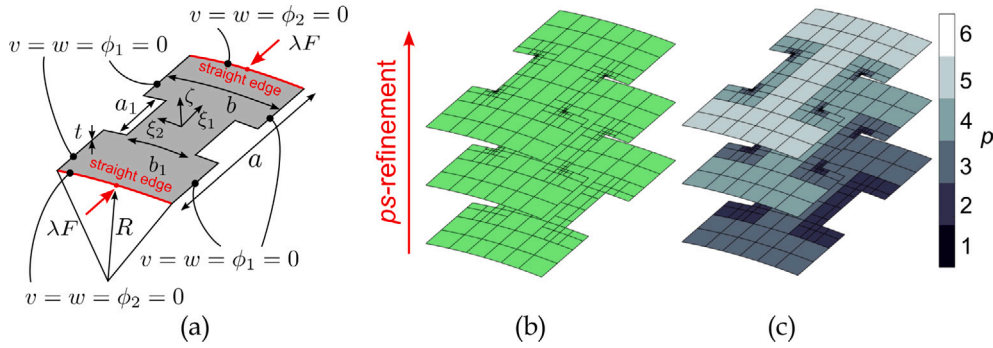 v = w = ϕ₂ = 0
v = w = ϕ₁ = 0
λF
straight edge
a₁
b
ζ
ξ₂
ξ₁
t
b₁
a
straight edge
λF
R
v = w = ϕ₁ = 0
v = w = ϕ₂ = 0
(a)
ps-refinement
(b)
6
5
4
3
2
1
p
(c)